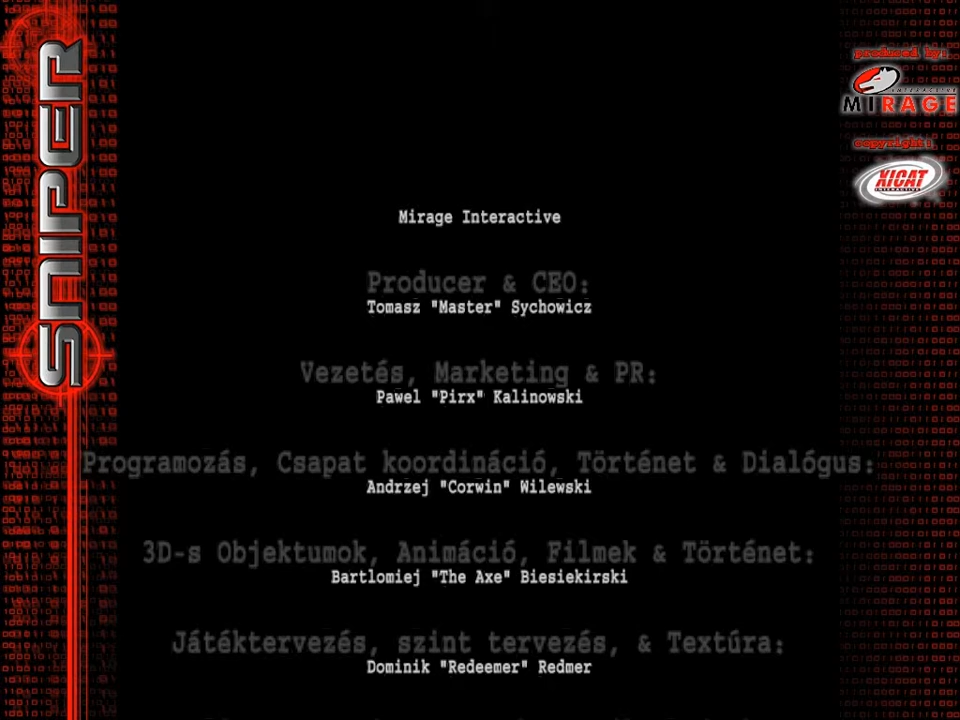 SNIPER
produced by:
INTERACTIVE
MIRAGE
copyright:
XICAT
INTERACTIVE
Mirage Interactive
Producer & CEO:
Tomasz "Master" Sychowicz
Vezetés, Marketing & PR:
Pawel "Pirx" Kalinowski
Programozás, Csapat koordináció, Történet & Dialógus:
Andrzej "Corwin" Wilewski
3D-s Objektumok, Animáció, Filmek & Történet:
Bartlomiej "The Axe" Biesiekirski
Játéktervezés, szint tervezés, & Textúra:
Dominik "Redeemer" Redmer